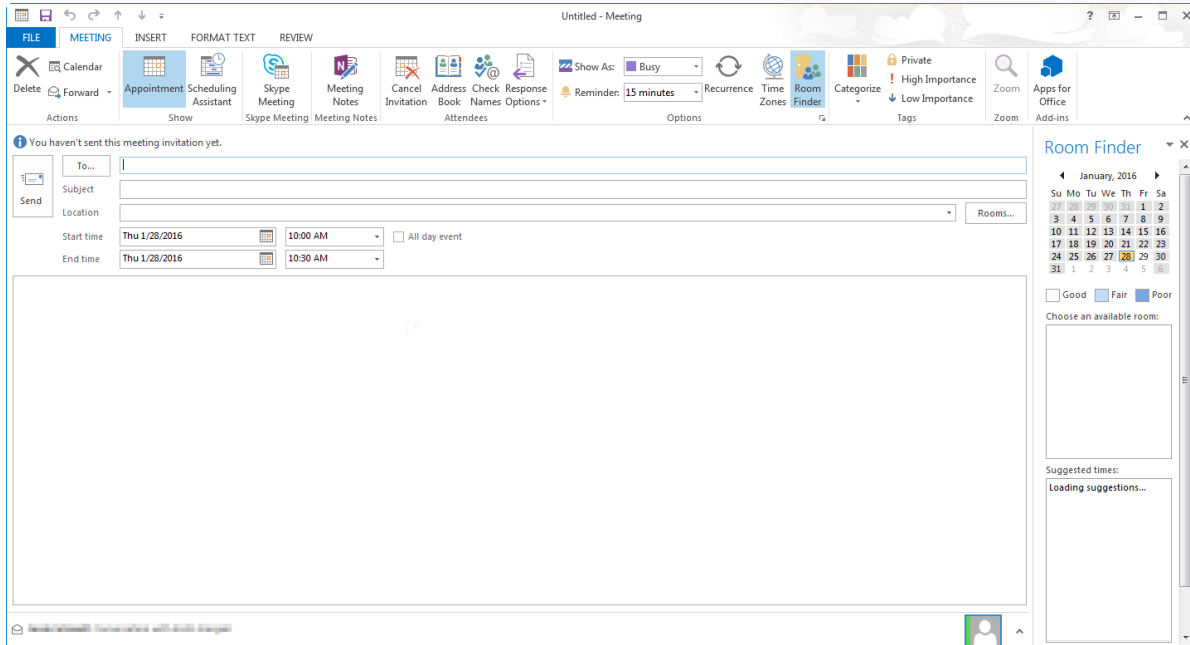 Untitled - Meeting
?
FILE MEETING INSERT FORMAT TEXT REVIEW
Delete
Calendar
Forward
Actions
Appointment
Scheduling
Assistant
Show
Skype
Meeting
Skype Meeting
Meeting
Notes
Meeting Notes
Cancel
Invitation
Address
Book
Check
Names
Response
Options
Attendees
Show As: Busy
Reminder: 15 minutes
Recurrence
Time
Zones
Room
Finder
Options
Categorize
Private
High Importance
Low Importance
Tags
Zoom
Zoom
Apps for
Office
Add-ins
You haven't sent this meeting invitation yet.
Send
To...
Subject
Location
Rooms...
Start time Thu 1/28/2016 10:00 AM All day event
End time Thu 1/28/2016 10:30 AM
Room Finder
January, 2016
Su Mo Tu We Th Fr Sa
27 28 29 30 31 1 2
3 4 5 6 7 8 9
10 11 12 13 14 15 16
17 18 19 20 21 22 23
24 25 26 27 28 29 30
31 1 2 3 4 5 6
Good Fair Poor
Choose an available room:
Suggested times:
Loading suggestions...